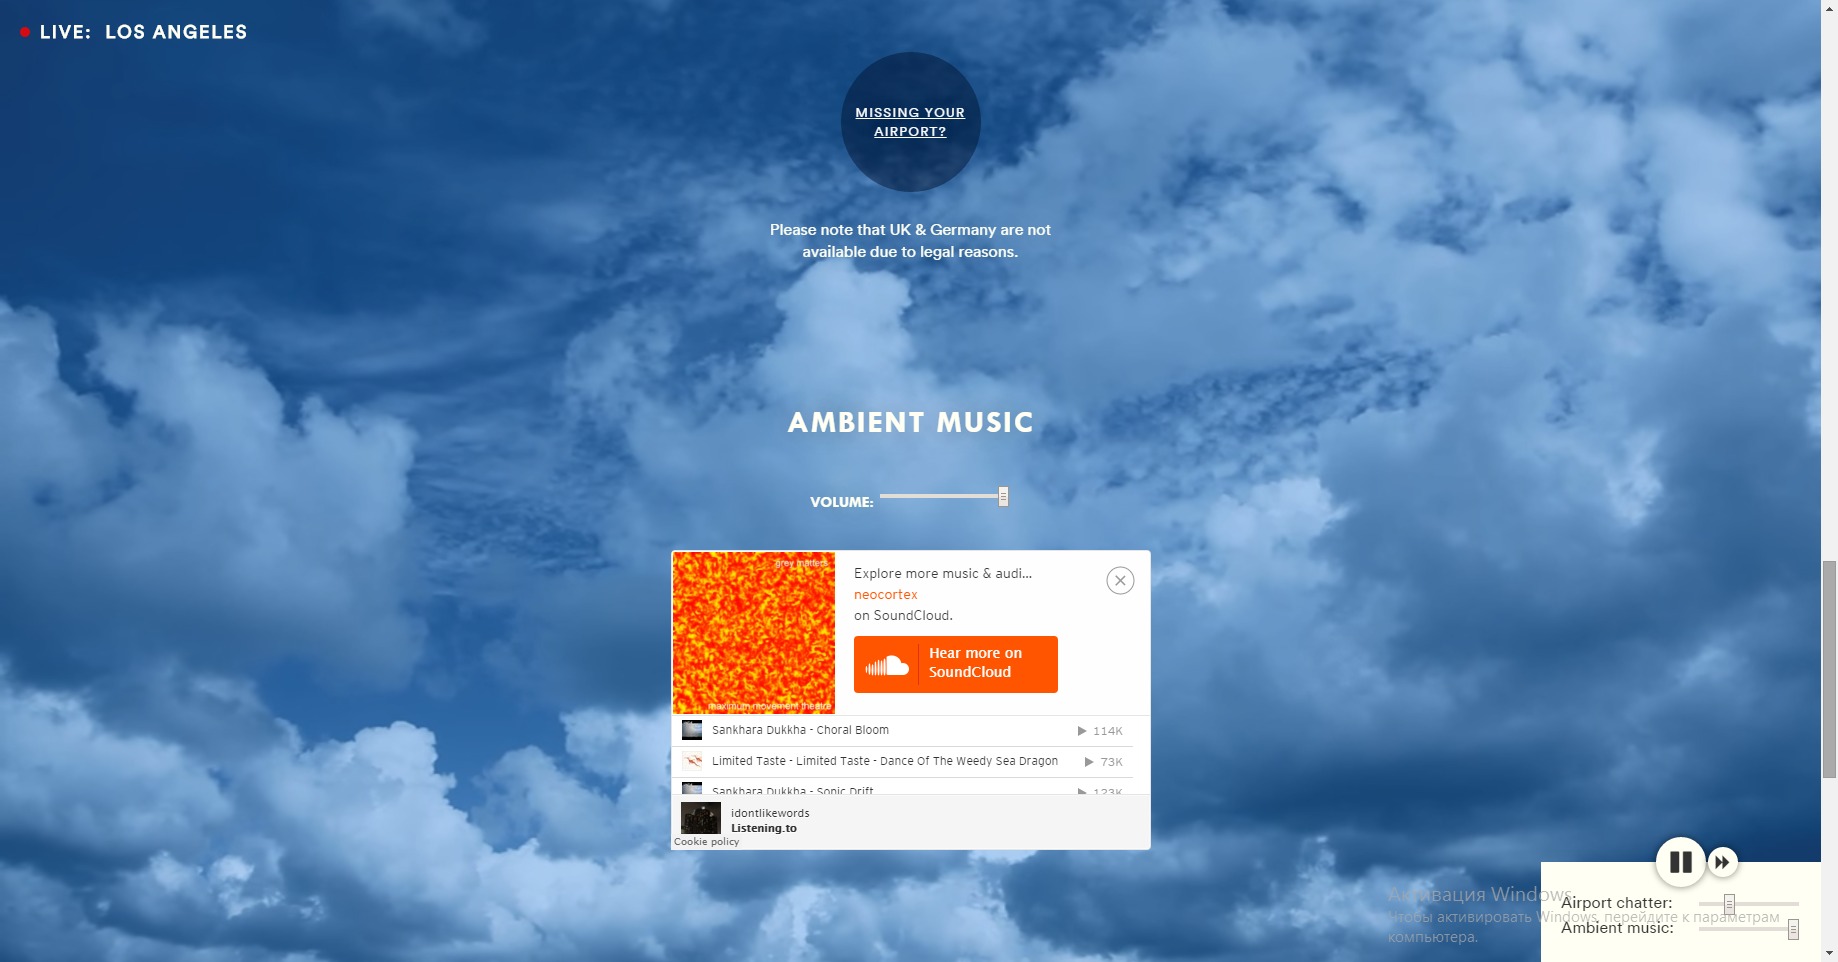 LIVE: LOS ANGELES
MISSING YOUR
AIRPORT?
Please note that UK & Germany are not
available due to legal reasons.
AMBIENT MUSIC
VOLUME:
grey matters
maximum movement theatre
Explore more music & audi...
neocortex
on SoundCloud.
Hear more on
SoundCloud
Sankhara Dukkha - Choral Bloom 114K
Limited Taste - Limited Taste - Dance Of The Weedy Sea Dragon 73K
Sankhara Dukkha - Sonic Drift 123K
idontlikewords
Listening.to
Cookie policy
Активация Windows
Чтобы активировать Windows, перейдите к параметрам
компьютера.
Airport chatter:
Ambient music: